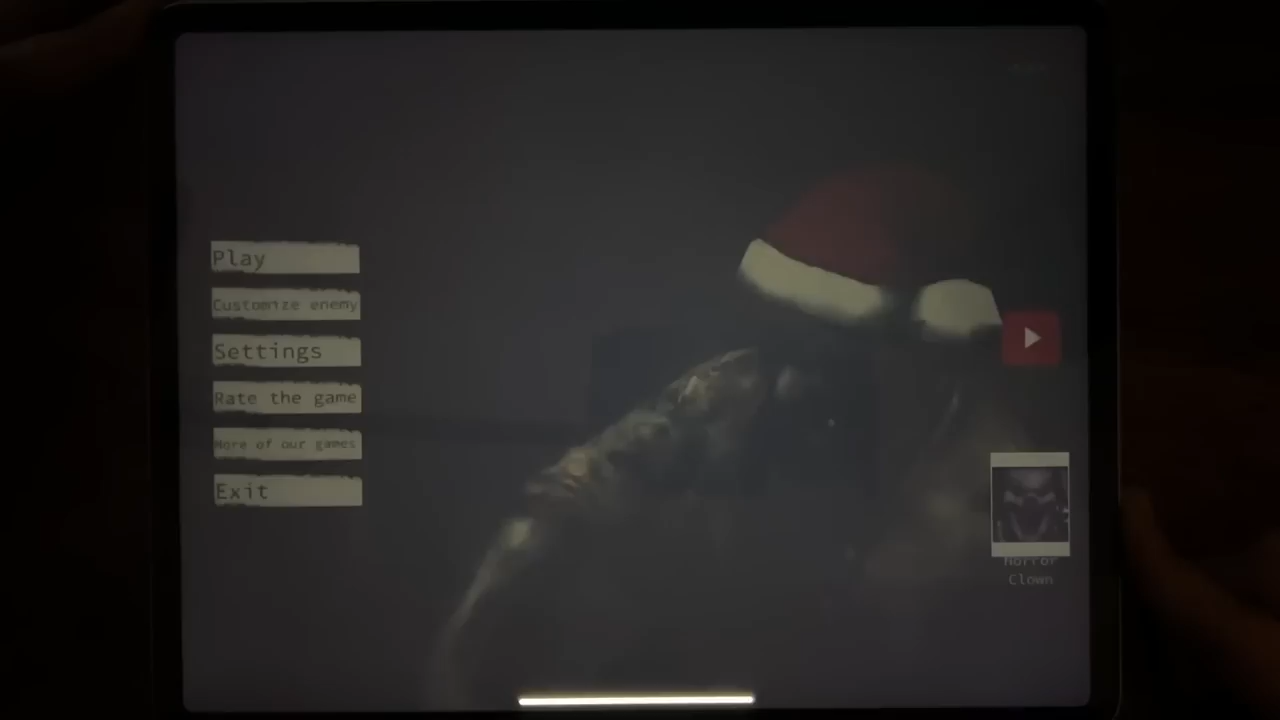 Play
Customize enemy
Settings
Rate the game
More of our games
Exit
Horror
Clown